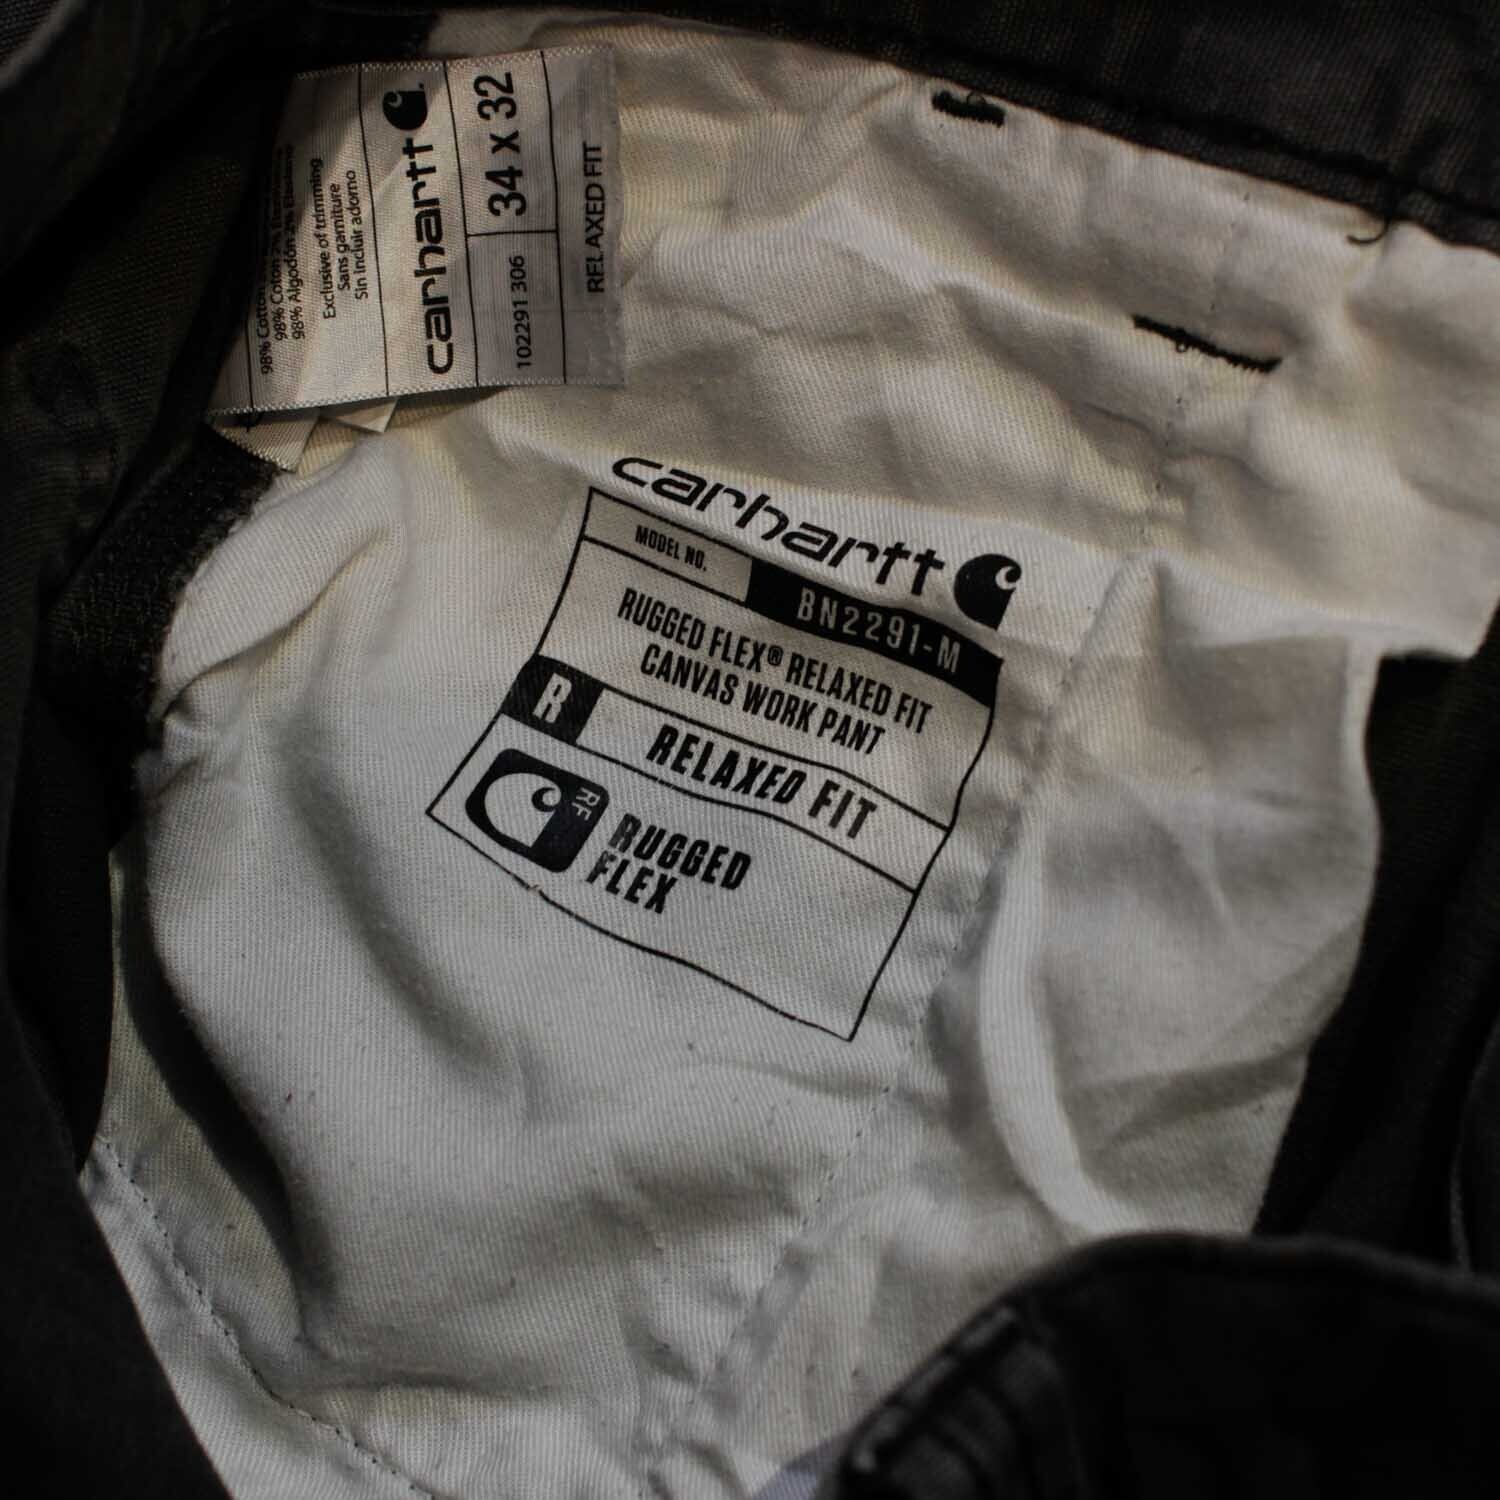 carhartt
34 x 32
102291 306
RELAXED FIT
98% Cotton
98% Coton 2%
98% Algodón 2%
Exclusive of trimming
Sans garniture
Sin Incluir adorno
carhartt
MODEL NO.
BN2291-M
RUGGED FLEX® RELAXED FIT
CANVAS WORK PANT
R
RELAXED FIT
RF
RUGGED
FLEX